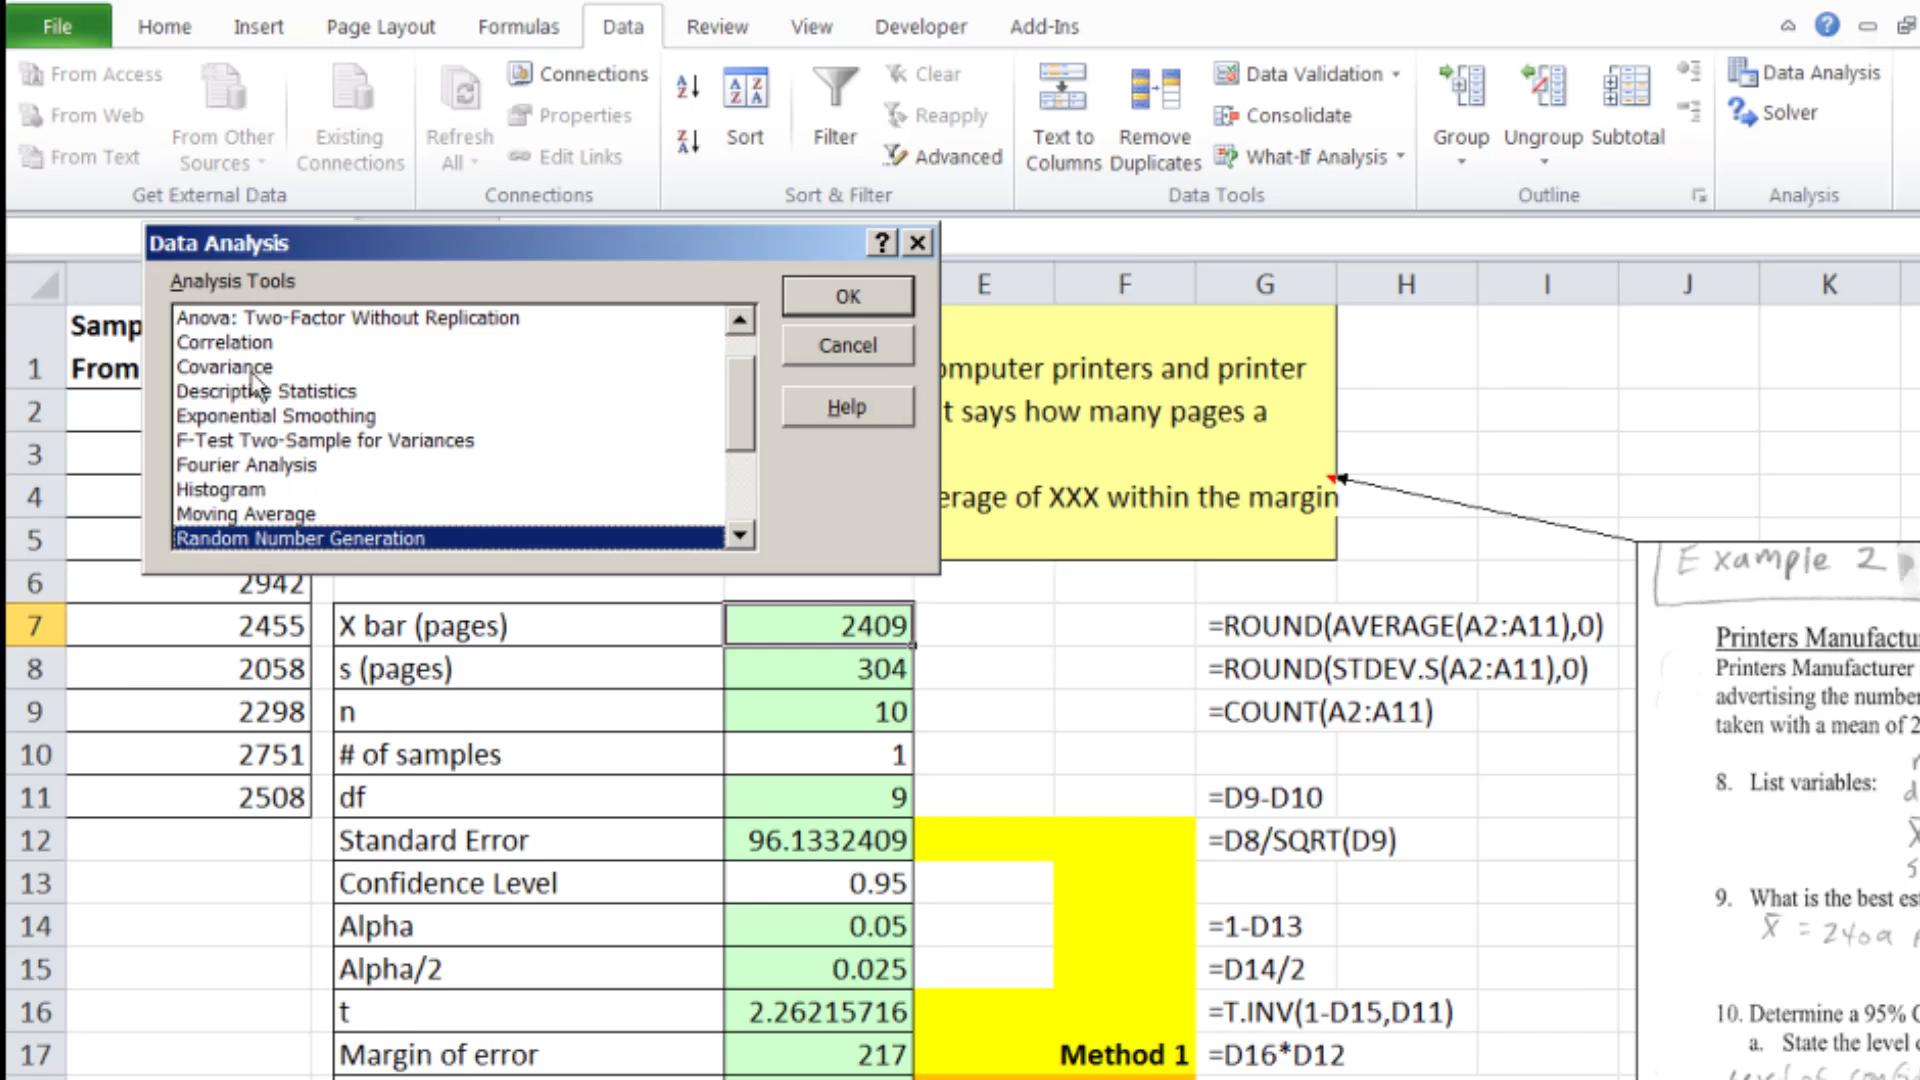 File Home Insert Page Layout Formulas Data Review View Developer Add-Ins
From Access
From Web
From Text
From Other Sources
Existing Connections
Get External Data
Refresh All
Connections
Properties
Edit Links
Connections
Sort
Filter
Clear
Reapply
Advanced
Sort & Filter
Text to Columns
Remove Duplicates
Data Validation
Consolidate
What-If Analysis
Data Tools
Group
Ungroup
Subtotal
Outline
Data Analysis
Solver
Analysis
Data Analysis
Analysis Tools
Anova: Two-Factor Without Replication
Correlation
Covariance
Descriptive Statistics
Exponential Smoothing
F-Test Two-Sample for Variances
Fourier Analysis
Histogram
Moving Average
Random Number Generation
OK
Cancel
Help
E F G H I J K
Samp
1 From
omputer printers and printer
2 t says how many pages a
3
4 erage of XXX within the margin
5
6 2942
7 2455 X bar (pages) 2409 =ROUND(AVERAGE(A2:A11),0)
8 2058 s (pages) 304 =ROUND(STDEV.S(A2:A11),0)
9 2298 n 10 =COUNT(A2:A11)
10 2751 # of samples 1
11 2508 df 9 =D9-D10
12 Standard Error 96.1332409 =D8/SQRT(D9)
13 Confidence Level 0.95
14 Alpha 0.05 =1-D13
15 Alpha/2 0.025 =D14/2
16 t 2.26215716 =T.INV(1-D15,D11)
17 Margin of error 217 Method 1 =D16*D12
Example 2
Printers Manufactu
Printers Manufacturer
advertising the number
taken with a mean of 2
8. List variables:
9. What is the best es
x̄ = 2409
10. Determine a 95% C
a. State the level